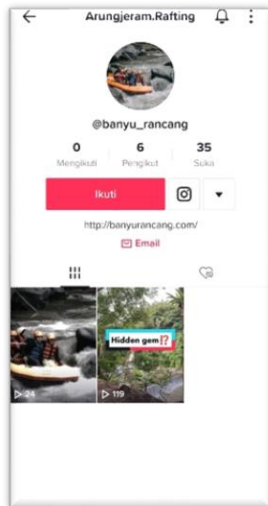 Arungjeram.Rafting
@banyu_rancang
0 6 35
Mengikuti Pengikut Suka
Ikuti
http://banyurancang.com/
Email
Hidden gem⁉️
24 119